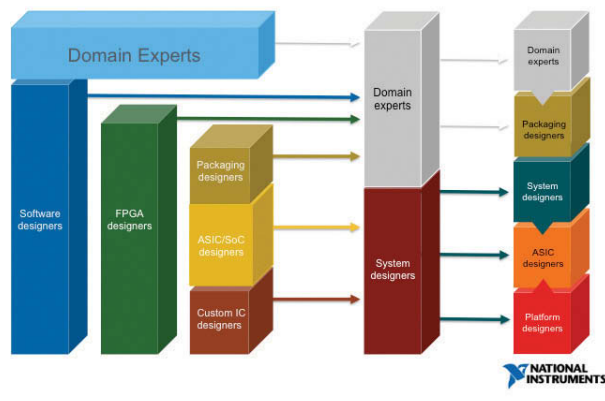 Domain Experts
Software
designers
FPGA
designers
Packaging
designers
ASIC/SoC
designers
Custom IC
designers
Domain
experts
System
designers
Domain
experts
Packaging
designers
System
designers
ASIC
designers
Platform
designers
NATIONAL
INSTRUMENTS